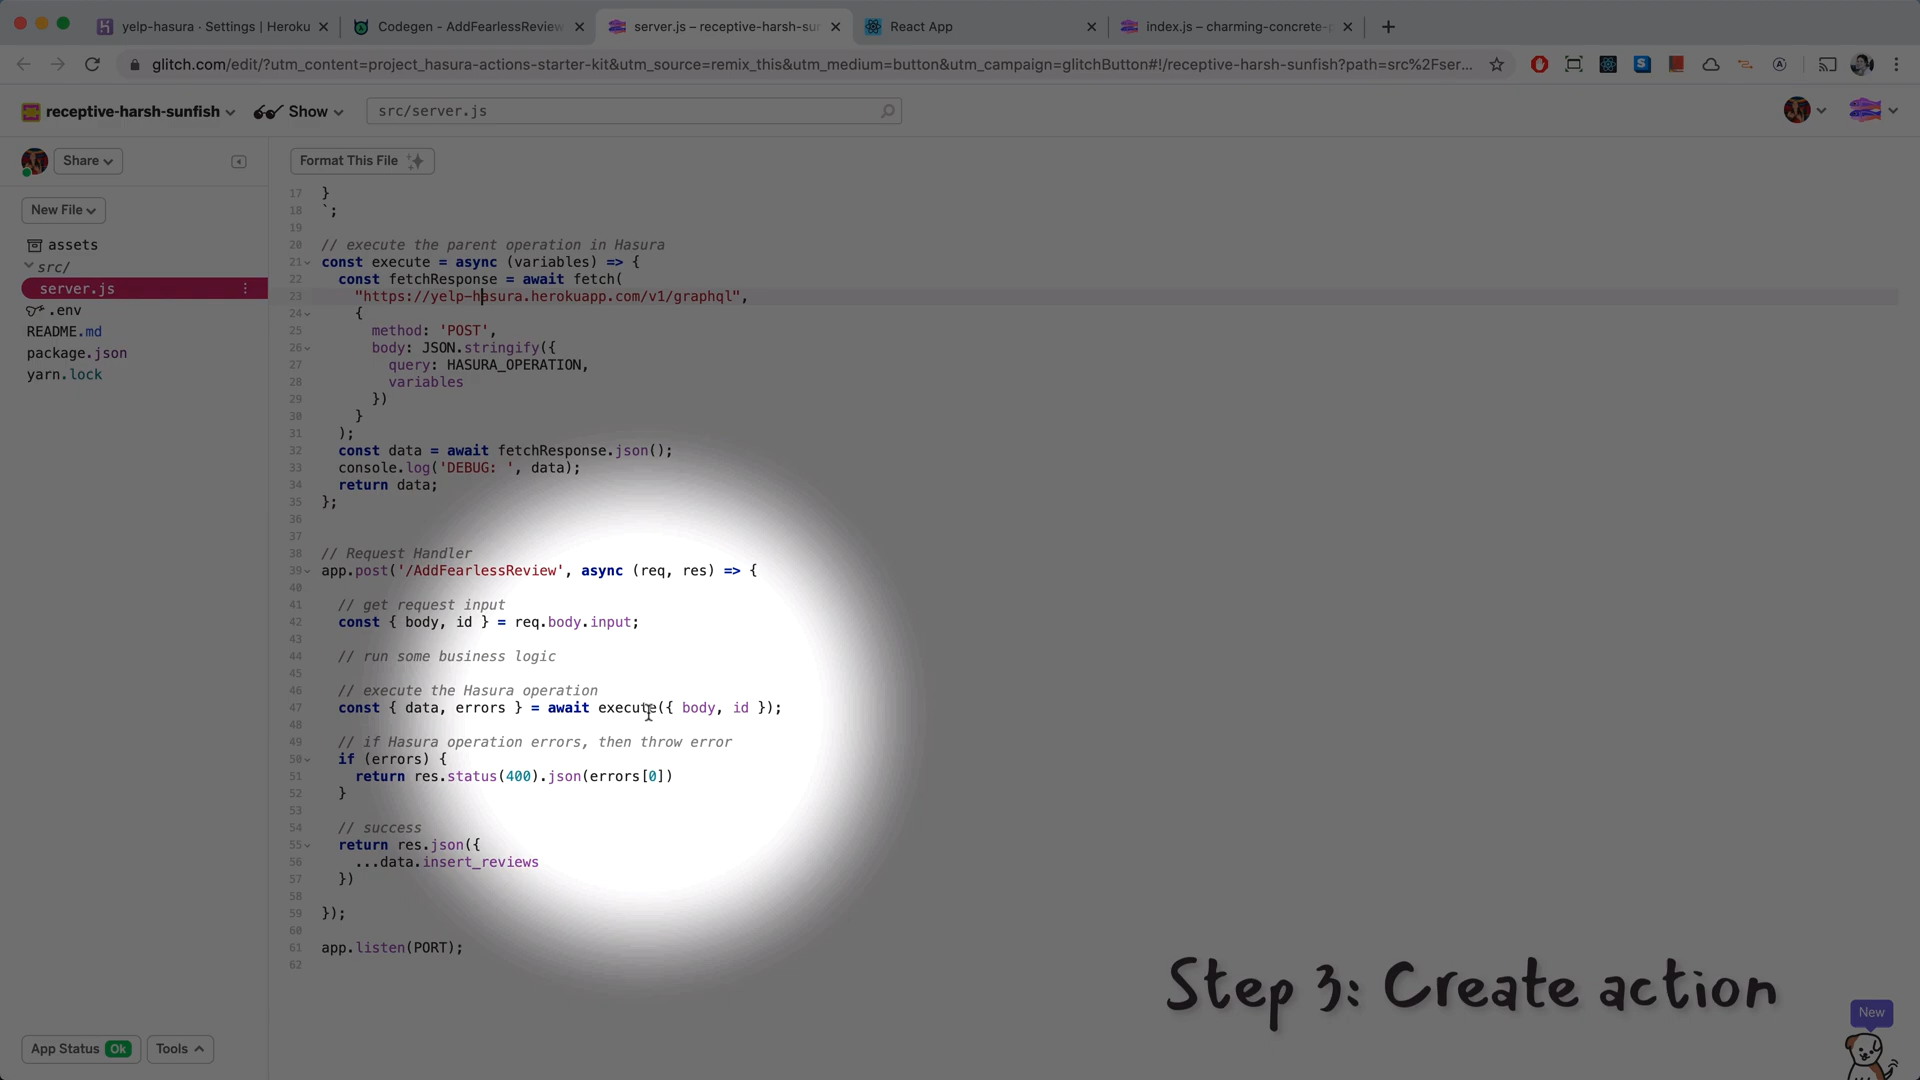 yelp-hasura · Settings | Heroku
Codegen - AddFearlessReview
server.js – receptive-harsh-sun
React App
index.js – charming-concrete-
glitch.com/edit/?utm_content=project_hasura-actions-starter-kit&utm_source=remix_this&utm_medium=button&utm_campaign=glitchButton#!/receptive-harsh-sunfish?path=src%2Fser...
receptive-harsh-sunfish
Show
src/server.js
Share
Format This File
New File
assets
src/
server.js
.env
README.md
package.json
yarn.lock
17 }
18 `;
19
20 // execute the parent operation in Hasura
21 const execute = async (variables) => {
22 const fetchResponse = await fetch(
23 "https://yelp-hasura.herokuapp.com/v1/graphql",
24 {
25 method: 'POST',
26 body: JSON.stringify({
27 query: HASURA_OPERATION,
28 variables
29 })
30 }
31 );
32 const data = await fetchResponse.json();
33 console.log('DEBUG: ', data);
34 return data;
35 };
36
37
38 // Request Handler
39 app.post('/AddFearlessReview', async (req, res) => {
40
41 // get request input
42 const { body, id } = req.body.input;
43
44 // run some business logic
45
46 // execute the Hasura operation
47 const { data, errors } = await execute({ body, id });
48
49 // if Hasura operation errors, then throw error
50 if (errors) {
51 return res.status(400).json(errors[0])
52 }
53
54 // success
55 return res.json({
56 ...data.insert_reviews
57 })
58
59 });
60
61 app.listen(PORT);
62
Step 3: Create action
New
App Status Ok
Tools